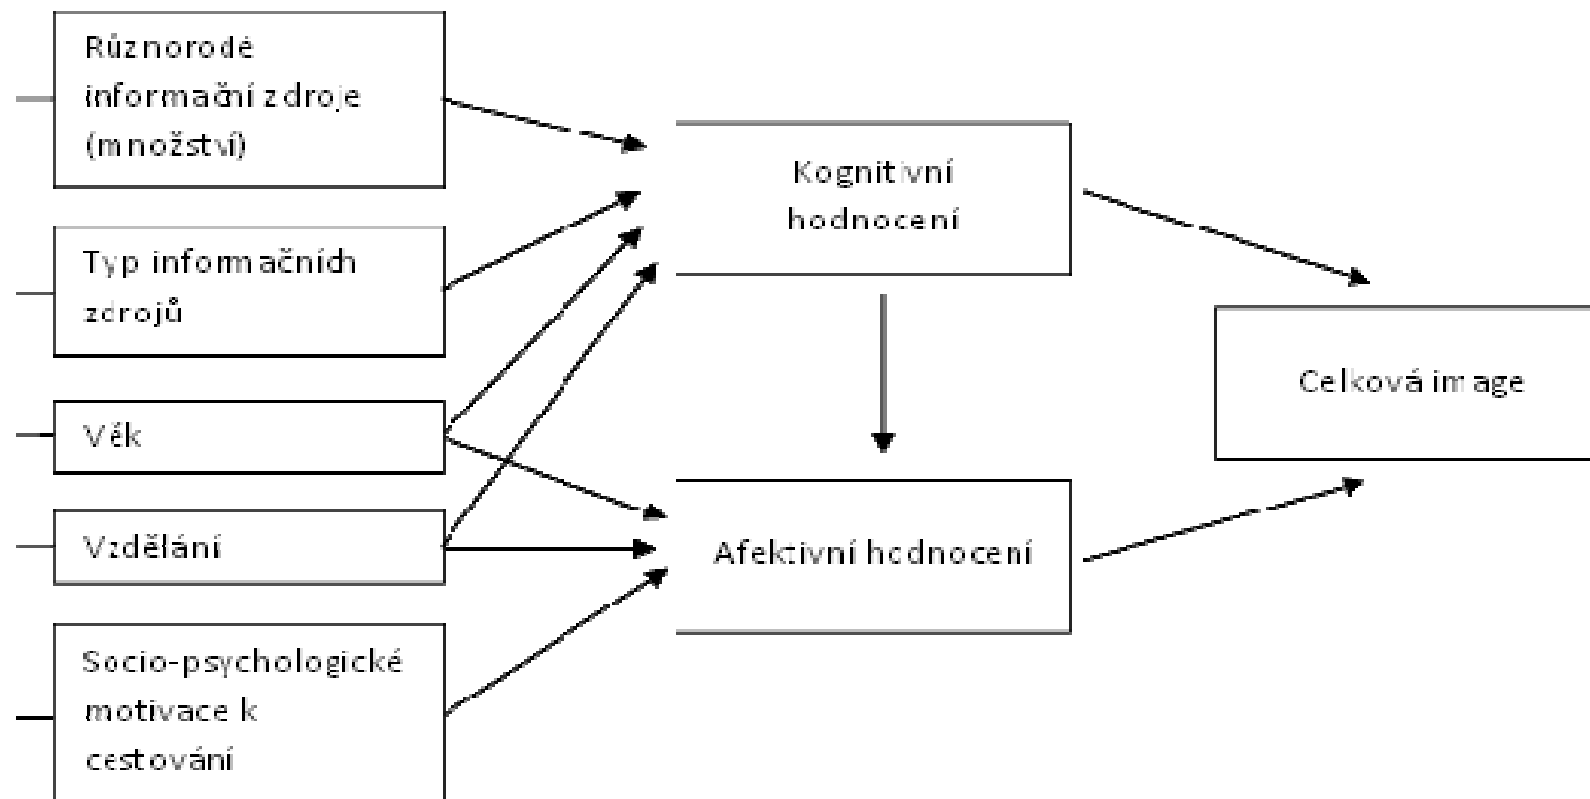 Různorodé
informační zdroje
(množství)
Typ informačních
zdrojů
Věk
Vzdělání
Socio-psychologické
motivace k
cestování
Kognitivní
hodnocení
Afektivní hodnocení
Celková image